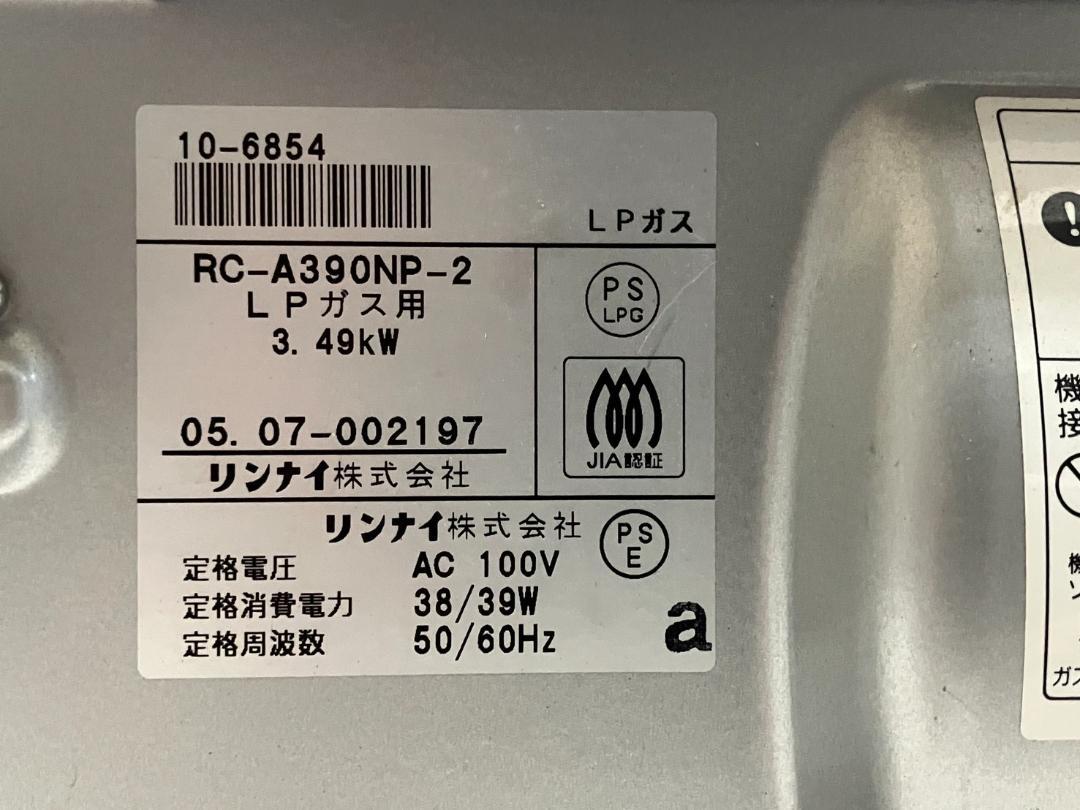 10-6854
LPガス
RC-A390NP-2
LPガス用
3.49kW
05.07-002197
リンナイ株式会社
PS
LPG
JIA認証
リンナイ株式会社
PS
E
定格電圧 AC 100V
定格消費電力 38/39W
定格周波数 50/60Hz
a
!
機
接
機
ガス